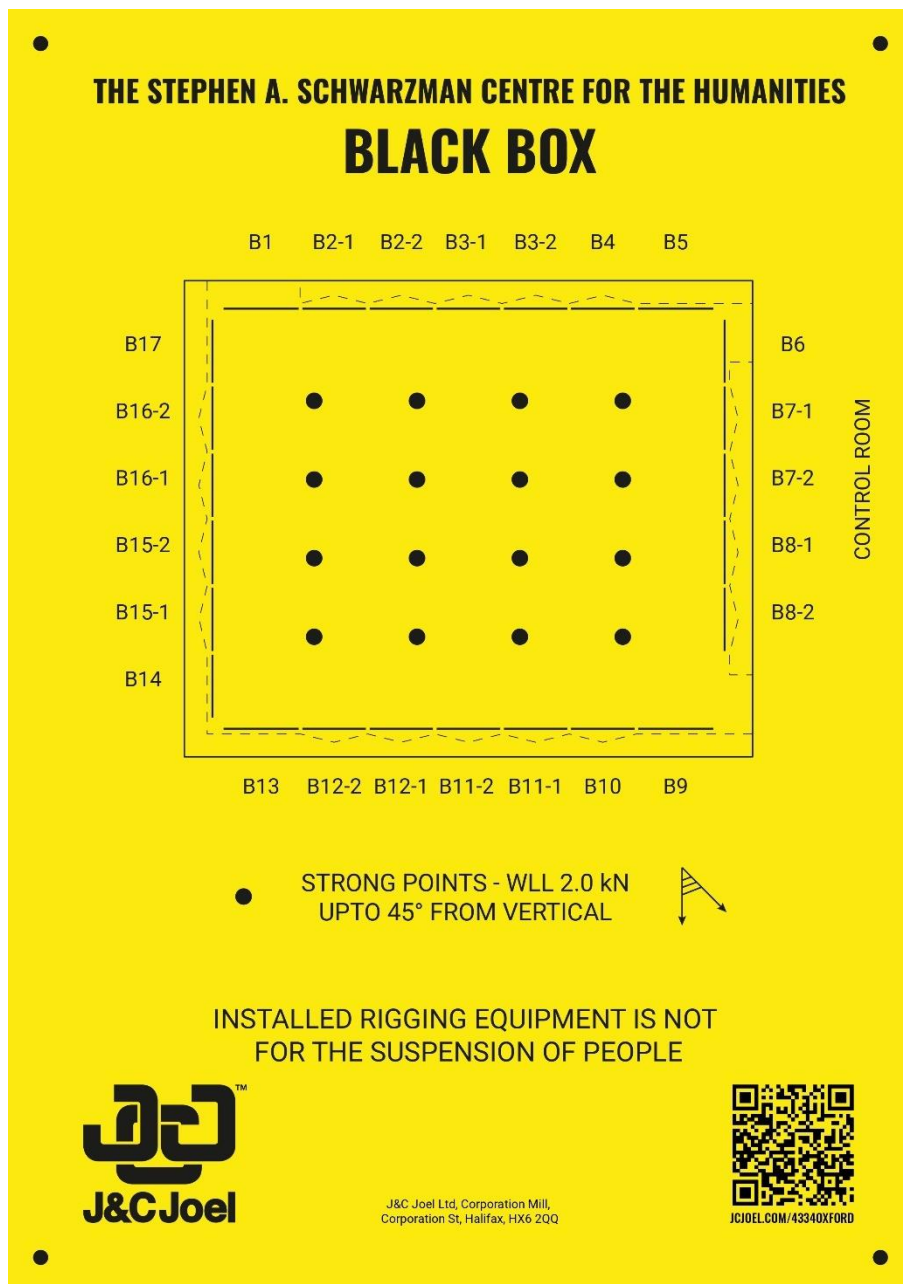 THE STEPHEN A. SCHWARZMAN CENTRE FOR THE HUMANITIES
BLACK BOX
B1 B2-1 B2-2 B3-1 B3-2 B4 B5
B17 B6
B16-2 B7-1
B16-1 B7-2
CONTROL ROOM
B15-2 B8-1
B15-1 B8-2
B14
B13 B12-2 B12-1 B11-2 B11-1 B10 B9
STRONG POINTS - WLL 2.0 kN
UPTO 45° FROM VERTICAL
INSTALLED RIGGING EQUIPMENT IS NOT
FOR THE SUSPENSION OF PEOPLE
™
J&C Joel
J&C Joel Ltd, Corporation Mill,
Corporation St, Halifax, HX6 2QQ
JCJOEL.COM/43340XFORD